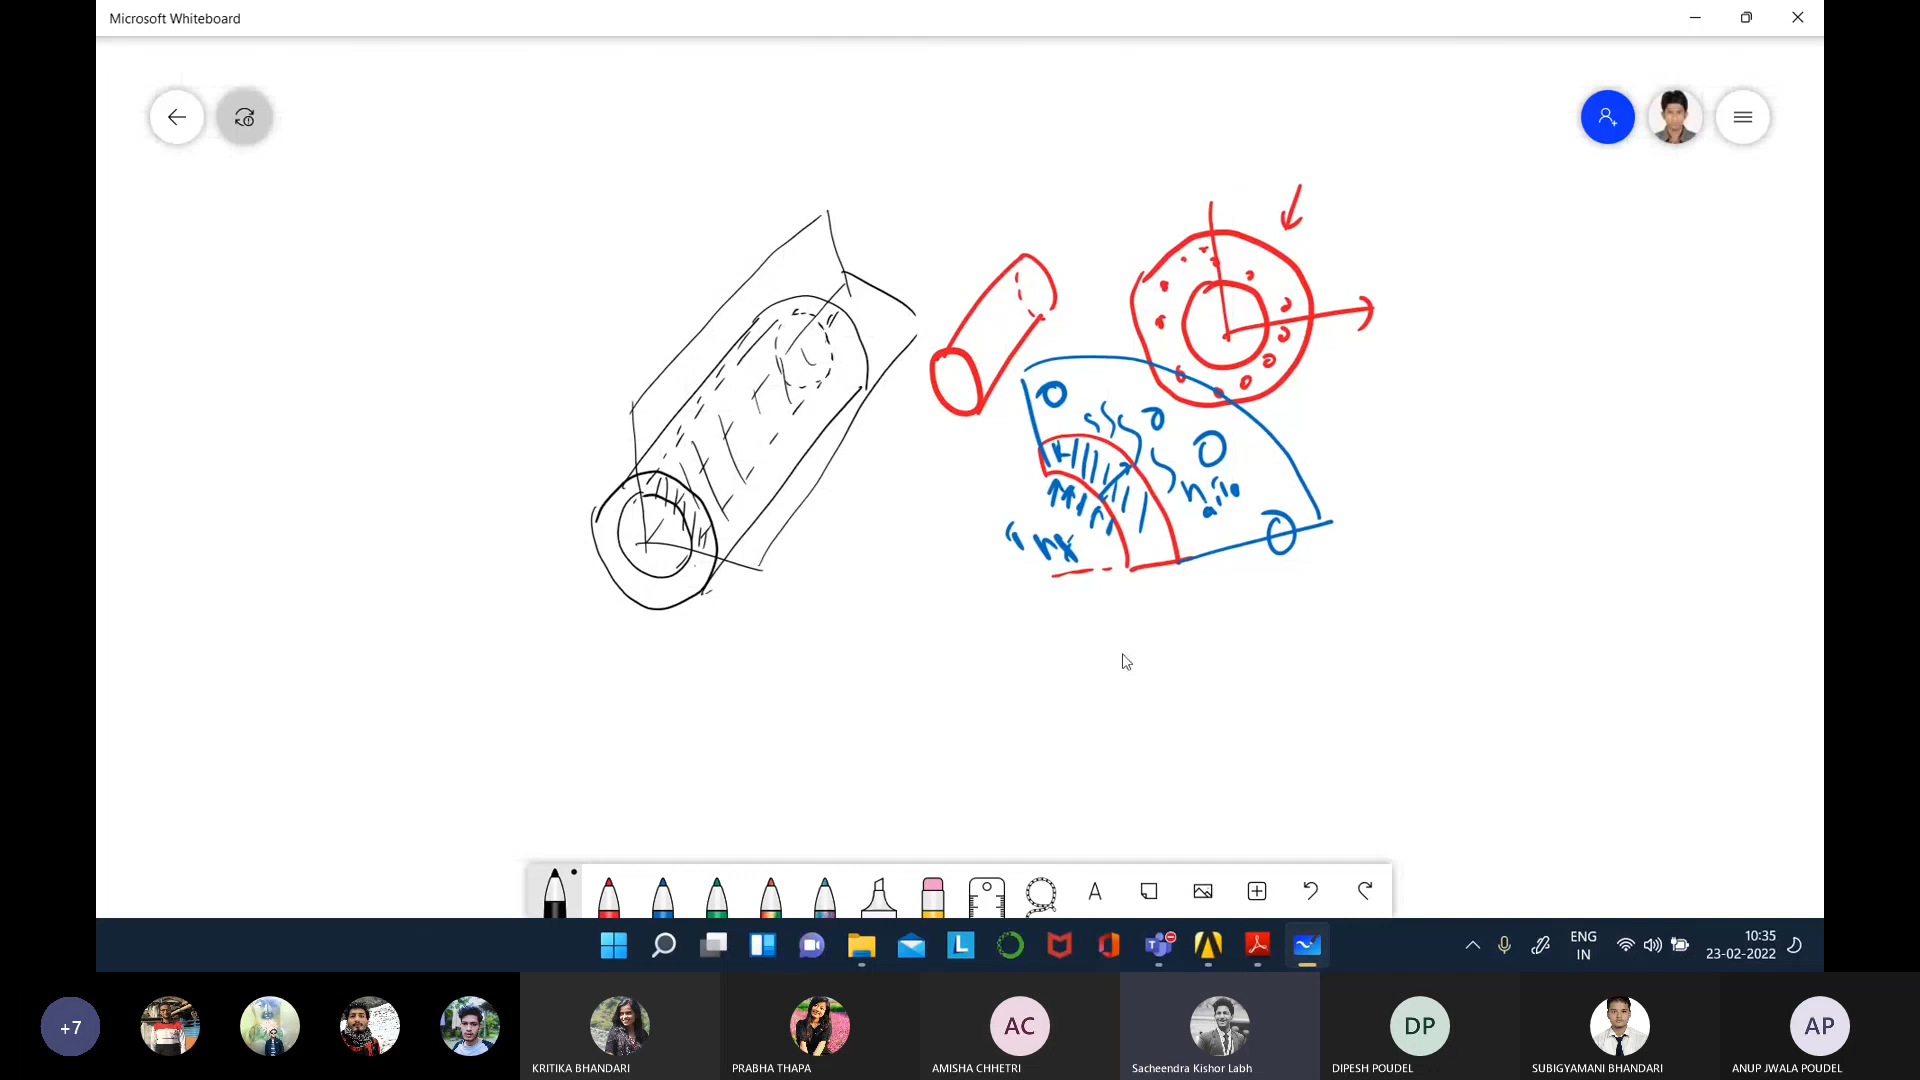 Microsoft Whiteboard
A
L
ENG
IN
10:35
23-02-2022
+7
KRITIKA BHANDARI
PRABHA THAPA
AC
AMISHA CHHETRI
Sacheendra Kishor Labh
DP
DIPESH POUDEL
SUBIGYAMANI BHANDARI
AP
ANUP JWALA POUDEL